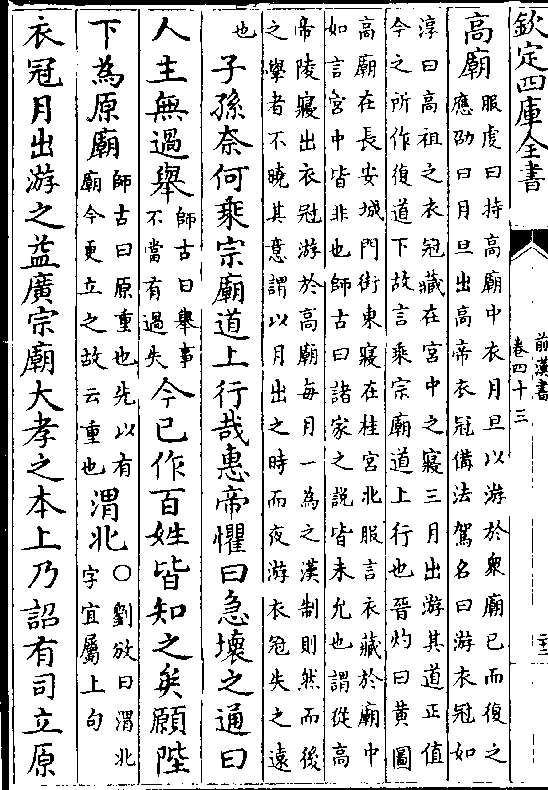 欽定四庫全書
前漢書
卷四十三
二十二
高廟
服虔曰持高廟中衣月旦以游於衆廟已而復之
應劭曰月旦出高帝衣冠備法駕名曰游衣冠如
淳曰高祖之衣冠藏在宮中之寢三月出游其道正值
今之所作復道下故言乘宗廟道上行也晉灼曰黄圖
高廟在長安城門街東寢在桂宮北服言衣藏於廟中
如言宮中皆非也師古曰諸家之說皆未允也謂從高
帝陵寢出衣冠游於高廟每月一為之漢制則然而後
之學者不曉其意謂以月出之時而夜游衣冠失之遠
也
子孫奈何乘宗廟道上行哉惠帝懼曰急壞之通曰
人主無過舉
師古曰舉事
不當有過失
今已作百姓皆知之矣願陛
下為原廟
師古曰原重也先以有
廟今更立之故云重也
渭北
○劉攽曰渭北
字宜屬上句
衣冠月出游之益廣宗廟大孝之本上乃詔有司立原